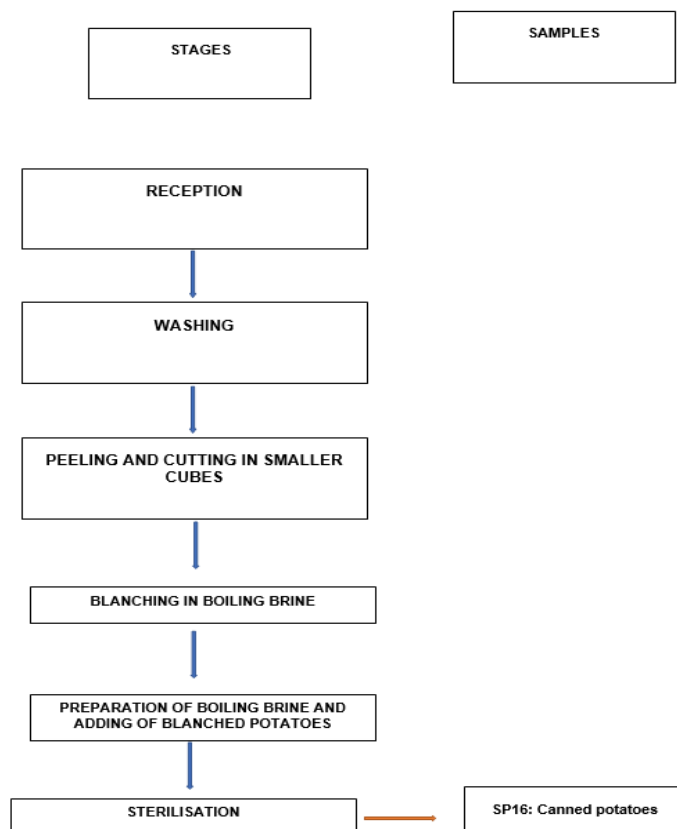 STAGES
SAMPLES
RECEPTION
WASHING
PEELING AND CUTTING IN SMALLER
CUBES
BLANCHING IN BOILING BRINE
PREPARATION OF BOILING BRINE AND
ADDING OF BLANCHED POTATOES
STERILISATION
SP16: Canned potatoes